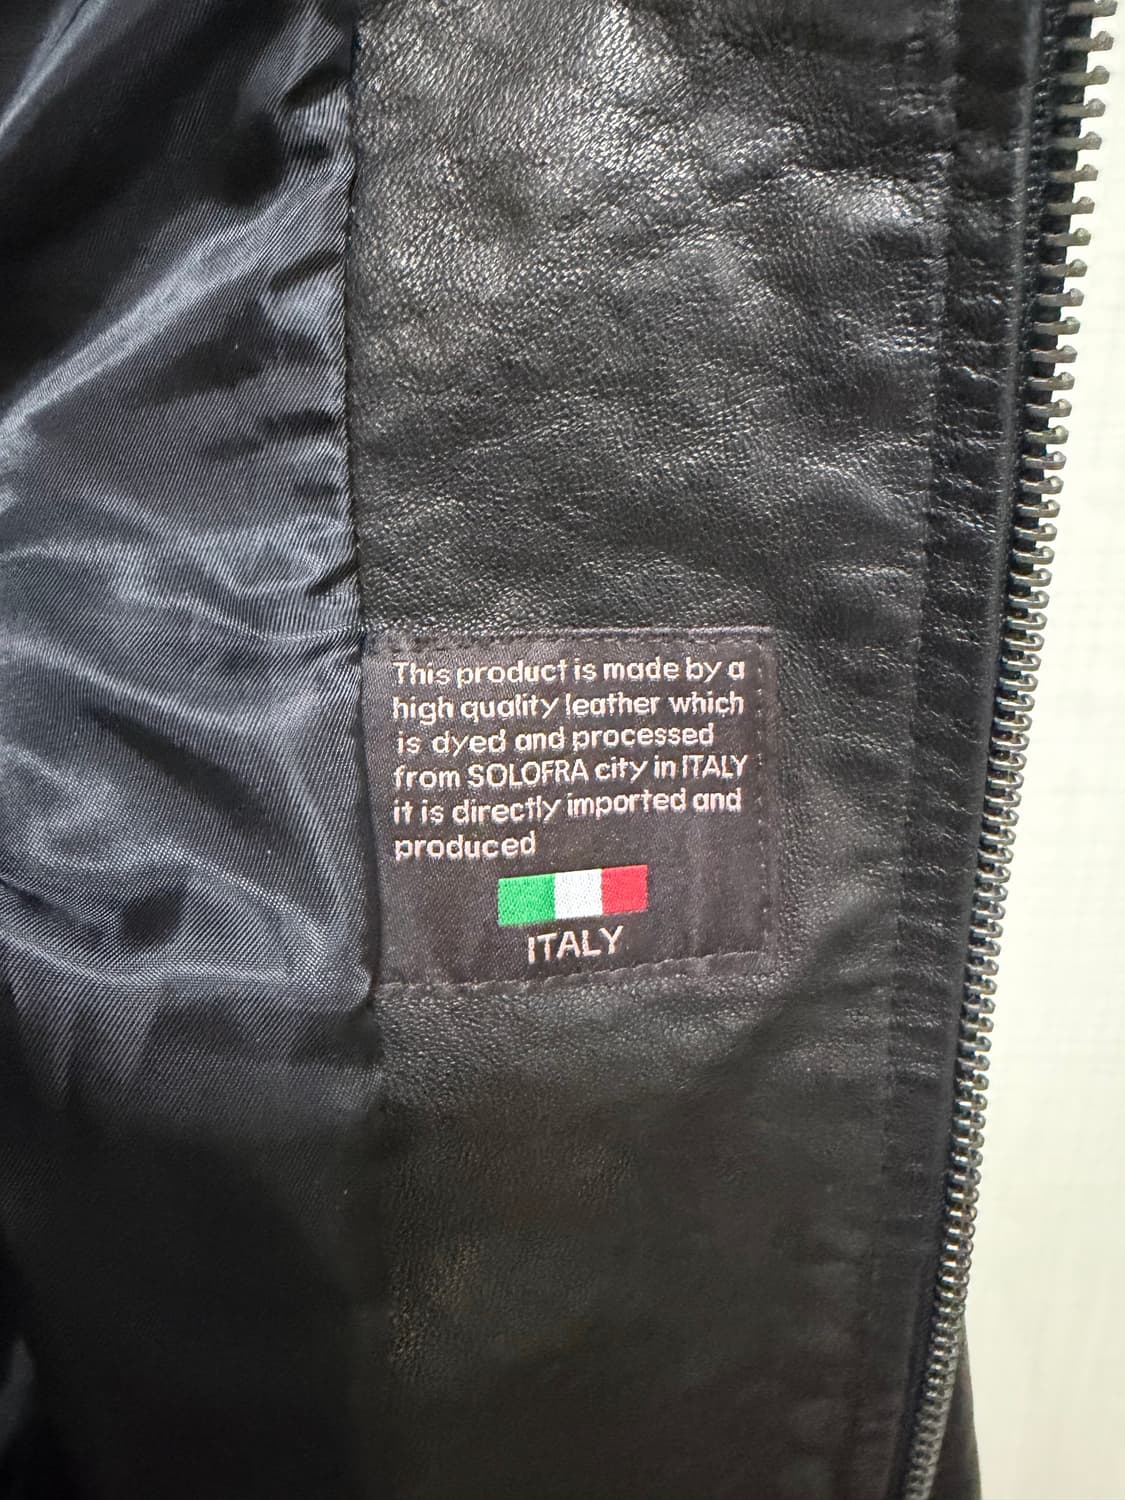 This product is made by a
high quality leather which
is dyed and processed
from SOLOFRA city in ITALY
it is directly imported and
produced
ITALY